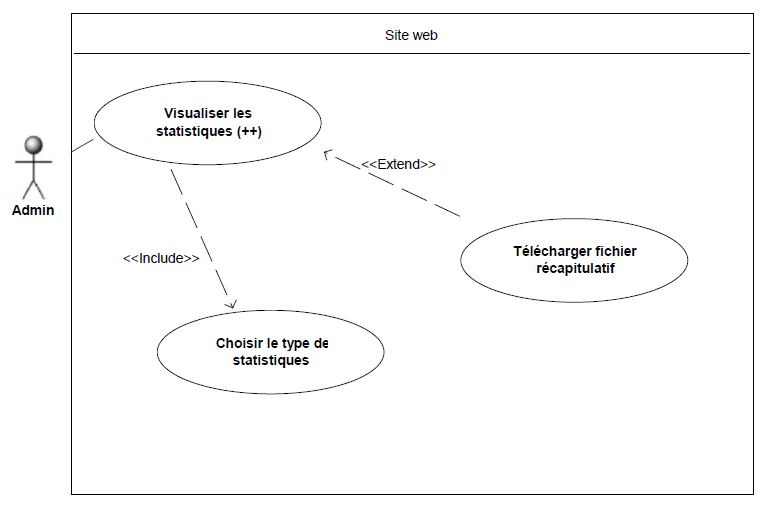 Site web
Visualiser les
statistiques (++)
<<Extend>>
Admin
Télécharger fichier
récapitulatif
<<Include>>
Choisir le type de
statistiques